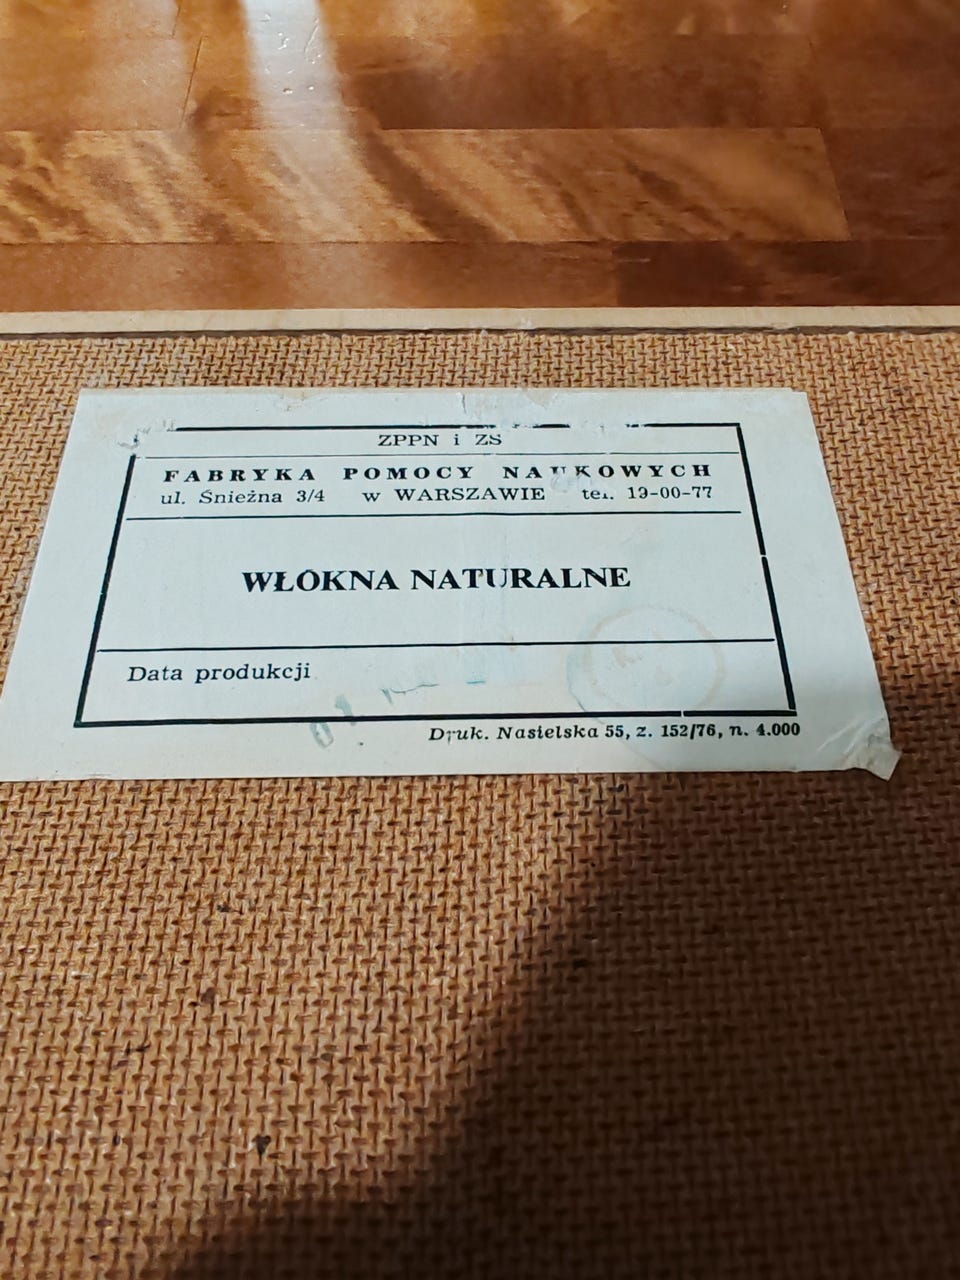 ZPPN i ZS
FABRYKA POMOCY NAUKOWYCH
ul. Śnieżna 3/4 w WARSZAWIE tel. 19-00-77
WŁÓKNA NATURALNE
Data produkcji
Druk. Nasielska 55, z. 152/76, n. 4.000